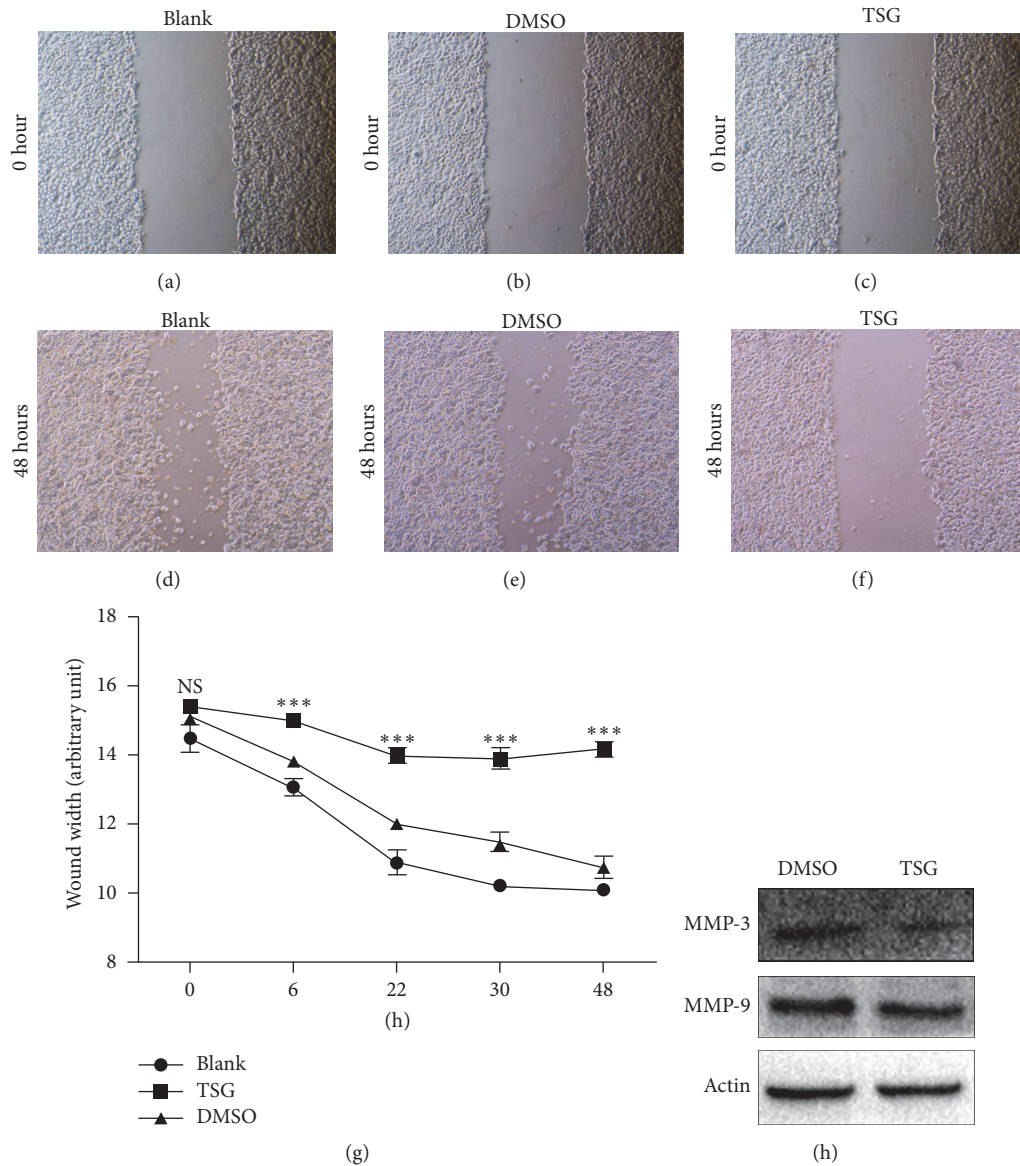 Blank
DMSO
TSG
0 hour
0 hour
0 hour
(a)
(b)
(c)
Blank
DMSO
TSG
48 hours
48 hours
48 hours
(d)
(e)
(f)
Wound width (arbitrary unit)
18
16
14
12
10
8
NS
***
***
***
***
0
6
22
30
48
(h)
Blank
TSG
DMSO
(g)
DMSO
TSG
MMP-3
MMP-9
Actin
(h)